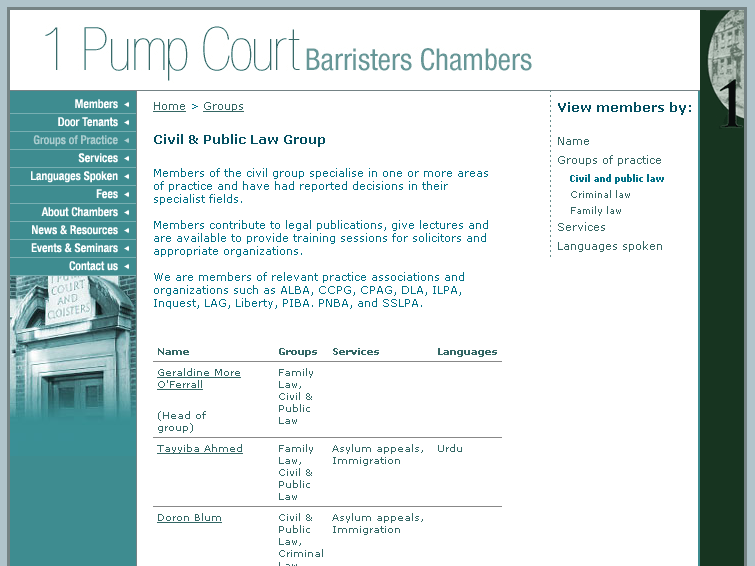 1 Pump Court Barristers Chambers
1
Members
Door Tenants
Groups of Practice
Services
Languages Spoken
Fees
About Chambers
News & Resources
Events & Seminars
Contact us
PUMP
COURT
AND
CLOISTERS
Home > Groups
Civil & Public Law Group
Members of the civil group specialise in one or more areas
of practice and have had reported decisions in their
specialist fields.
Members contribute to legal publications, give lectures and
are available to provide training sessions for solicitors and
appropriate organizations.
We are members of relevant practice associations and
organizations such as ALBA, CCPG, CPAG, DLA, ILPA,
Inquest, LAG, Liberty, PIBA. PNBA, and SSLPA.
Name Groups Services Languages
Geraldine More
O'Ferrall
(Head of
group)
Family
Law,
Civil &
Public
Law
Tayyiba Ahmed
Family
Law,
Civil &
Public
Law
Asylum appeals,
Immigration
Urdu
Doron Blum
Civil &
Public
Law,
Criminal
Law
Asylum appeals,
Immigration
View members by:
Name
Groups of practice
Civil and public law
Criminal law
Family law
Services
Languages spoken